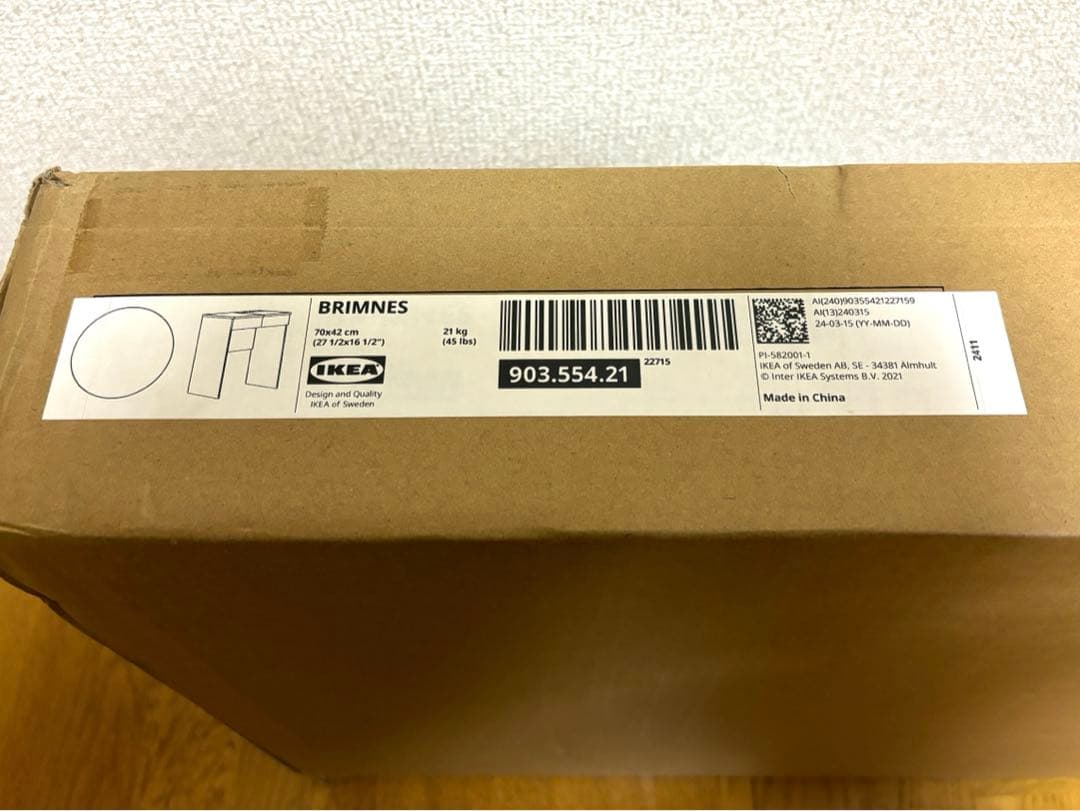 BRIMNES
70x42 cm
(27 1/2x16 1/2")
21 kg
(45 lbs)
IKEA
Design and Quality
IKEA of Sweden
903.554.21
22715
AI(240)90355421227159
AI(13)240315
24-03-15 (YY-MM-DD)
PI-582001-1
IKEA of Sweden AB, SE - 34381 Älmhult
© Inter IKEA Systems B.V. 2021
Made in China
2411